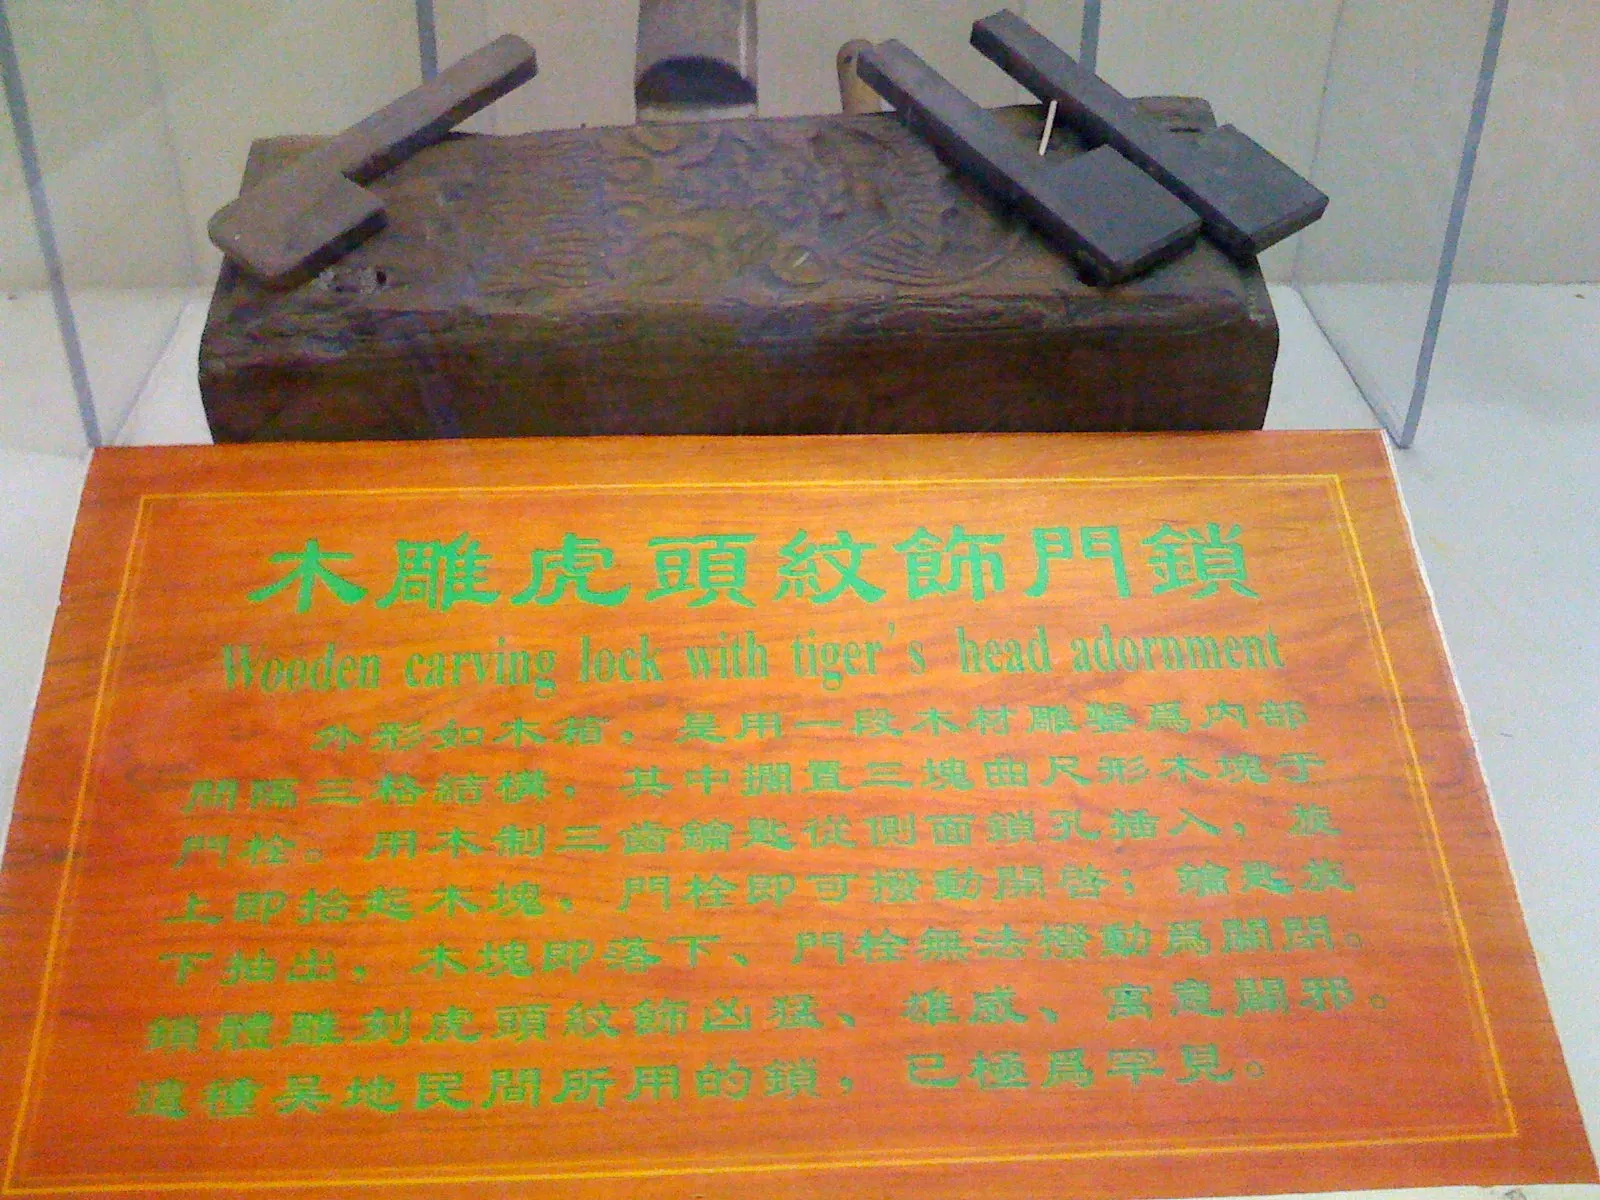 木雕虎頭紋飾門鎖
Wooden carving lock with tiger's head adornment
外形如木箱，是用一段木材雕鑿爲内部
間隔三格結構，其中擱置三塊曲尺形木塊于
門栓。用木制三齒鑰匙從側面鎖孔插入，旋
上即抬起木塊，門栓即可撥動開啓；鑰匙旋
下抽出，木塊即落下、門栓無法撥動爲關閉。
鎖體雕刻虎頭紋飾凶猛、雄威、寓意闢邪。
這種吴地民間所用的鎖，已極爲罕見。